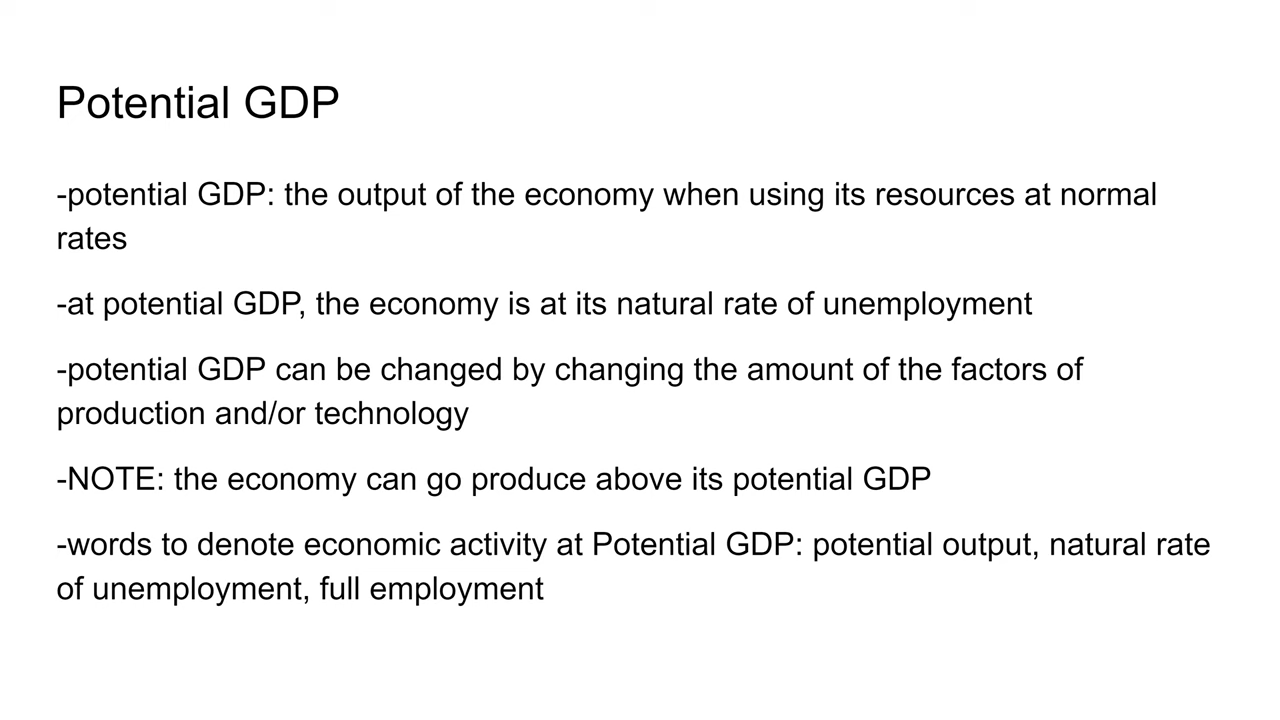 Potential GDP
-potential GDP: the output of the economy when using its resources at normal
rates
-at potential GDP, the economy is at its natural rate of unemployment
-potential GDP can be changed by changing the amount of the factors of
production and/or technology
-NOTE: the economy can go produce above its potential GDP
-words to denote economic activity at Potential GDP: potential output, natural rate
of unemployment, full employment